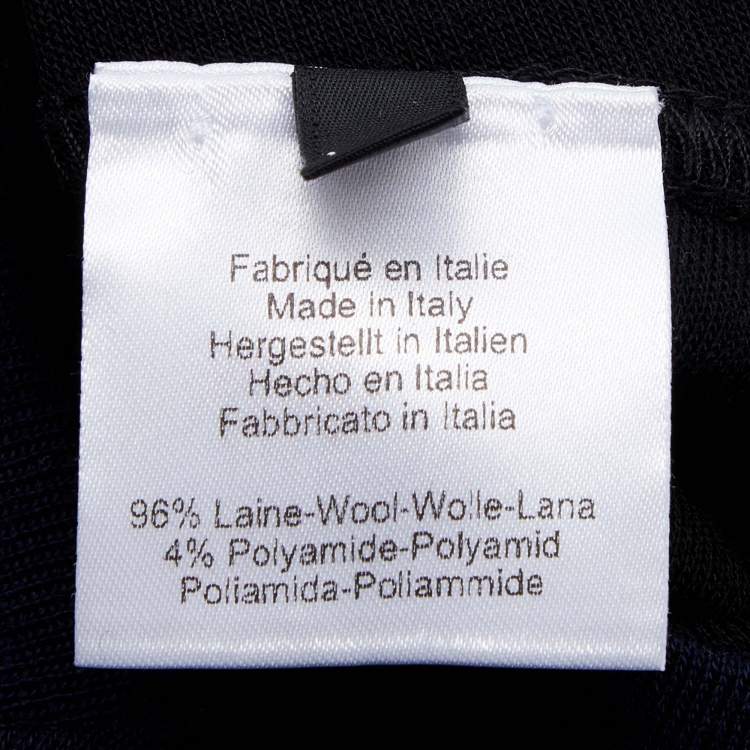 Fabriqué en Italie
Made in Italy
Hergestellt in Italien
Hecho en Italia
Fabbricato in Italia
96% Laine-Wool-Wolle-Lana
4% Polyamide-Polyamid
Poliamida-Poliammide